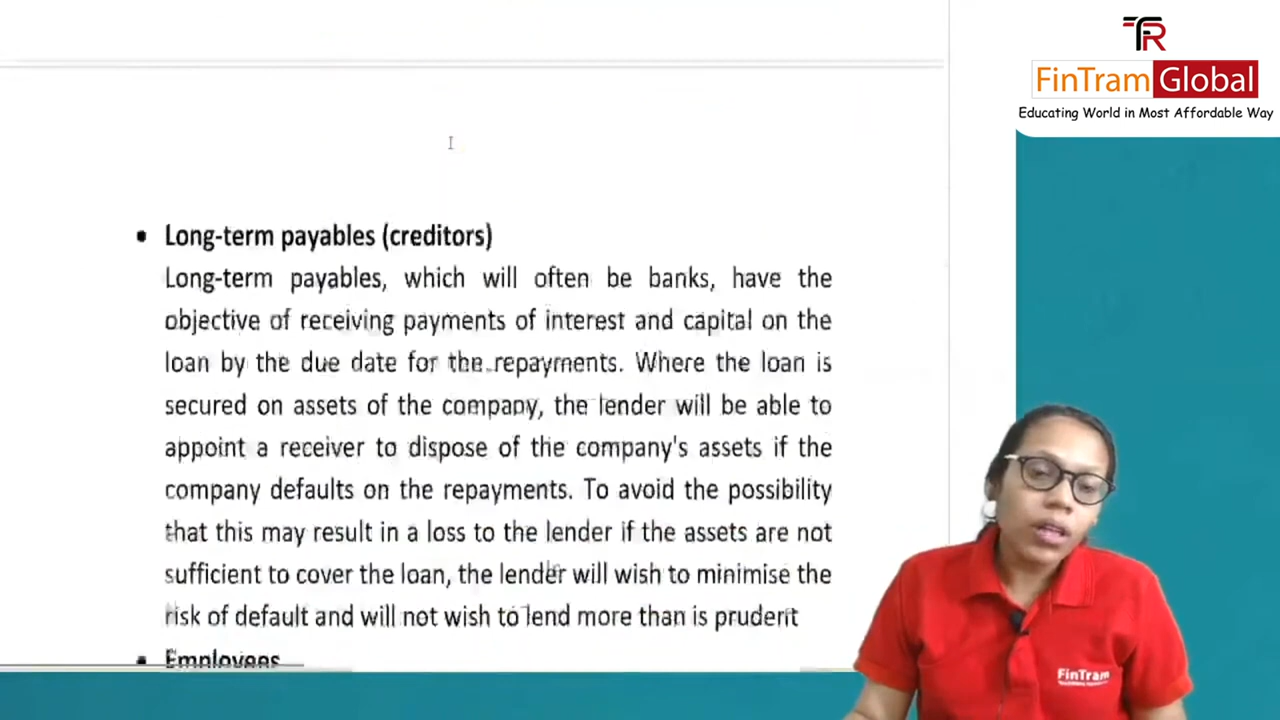 FR
FinTram Global
Educating World in Most Affordable Way
• Long-term payables (creditors)
Long-term payables, which will often be banks, have the
objective of receiving payments of interest and capital on the
loan by the due date for the repayments. Where the loan is
secured on assets of the company, the lender will be able to
appoint a receiver to dispose of the company's assets if the
company defaults on the repayments. To avoid the possibility
that this may result in a loss to the lender if the assets are not
sufficient to cover the loan, the lender will wish to minimise the
risk of default and will not wish to lend more than is prudent
• Employees
FinTram